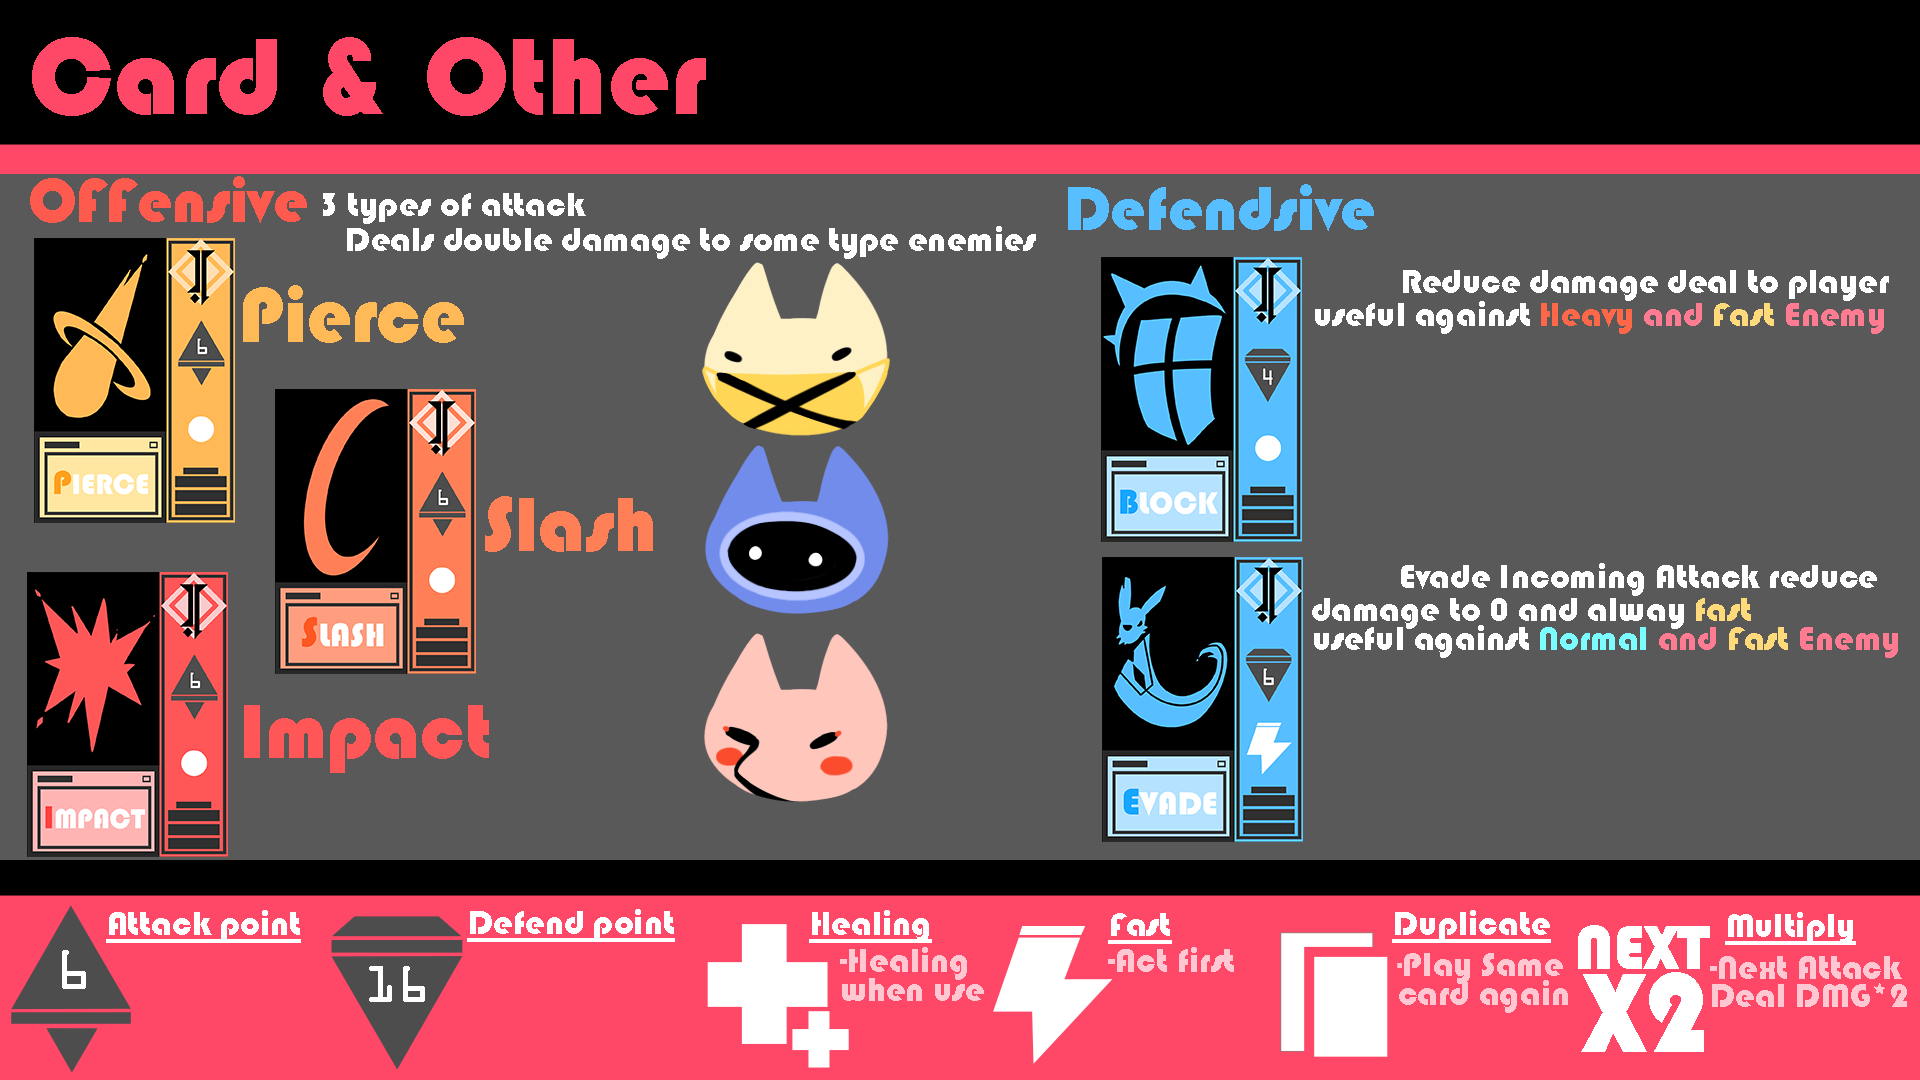 Card & Other
Offensive
3 types of attack
Deals double damage to some type enemies
6
Pierce
PIERCE
6
Slash
SLASH
6
Impact
IMPACT
Defendsive
4
BLOCK
Reduce damage deal to player
useful against Heavy and Fast Enemy
6
EVADE
Evade Incoming Attack reduce
damage to 0 and alway fast
useful against Normal and Fast Enemy
6
Attack point
16
Defend point
Healing
-Healing
when use
Fast
-Act first
Duplicate
-Play Same
card again
NEXT
X2
Multiply
-Next Attack
Deal DMG*2